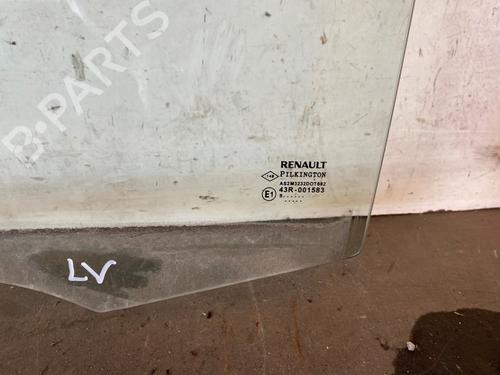 B-PARTS
RENAULT
PILKINGTON
AS2M3232DOT682
E1 43R-001583
LV